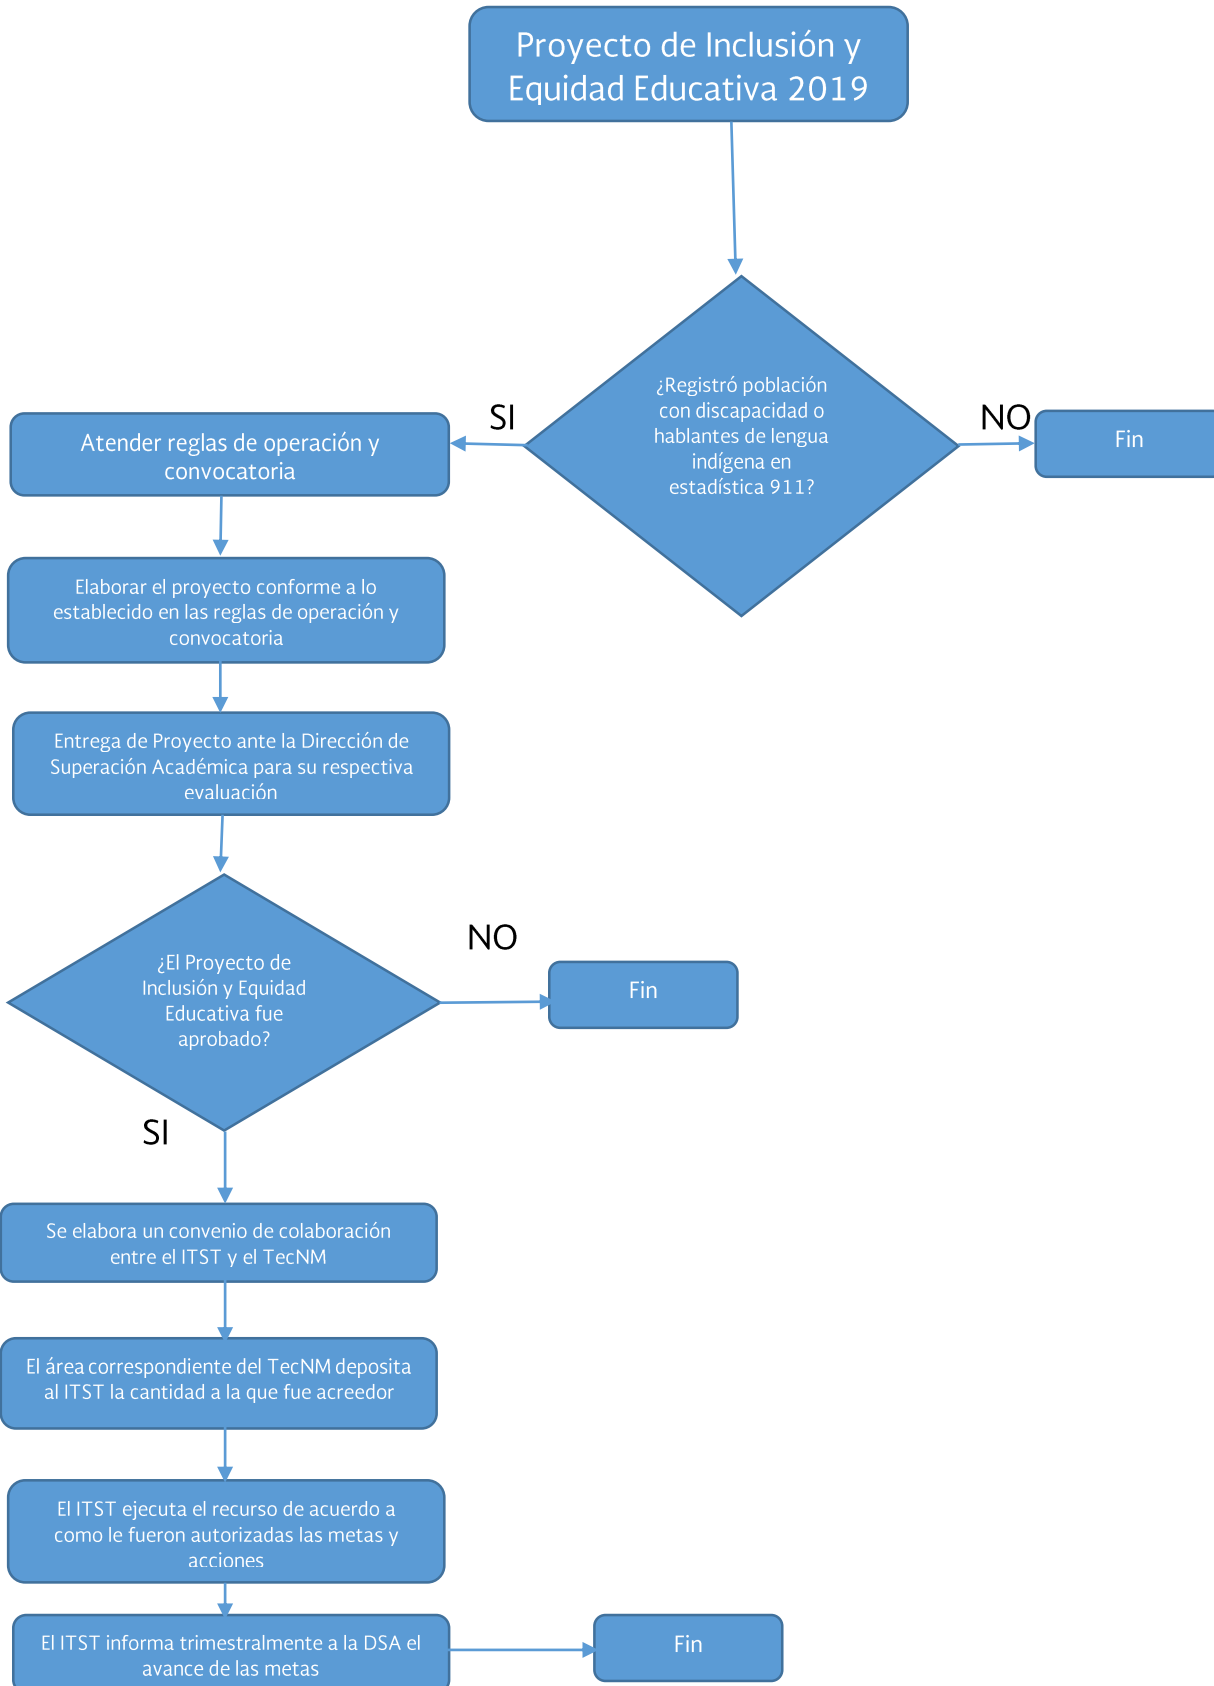 Proyecto de Inclusión y
Equidad Educativa 2019
¿Registró población
con discapacidad o
hablantes de lengua
indígena en
estadística 911?
SI
NO
Fin
Atender reglas de operación y
convocatoria
Elaborar el proyecto conforme a lo
establecido en las reglas de operación y
convocatoria
Entrega de Proyecto ante la Dirección de
Superación Académica para su respectiva
evaluación
¿El Proyecto de
Inclusión y Equidad
Educativa fue
aprobado?
NO
Fin
SI
Se elabora un convenio de colaboración
entre el ITST y el TecNM
El área correspondiente del TecNM deposita
al ITST la cantidad a la que fue acreedor
El ITST ejecuta el recurso de acuerdo a
como le fueron autorizadas las metas y
acciones
El ITST informa trimestralmente a la DSA el
avance de las metas
Fin